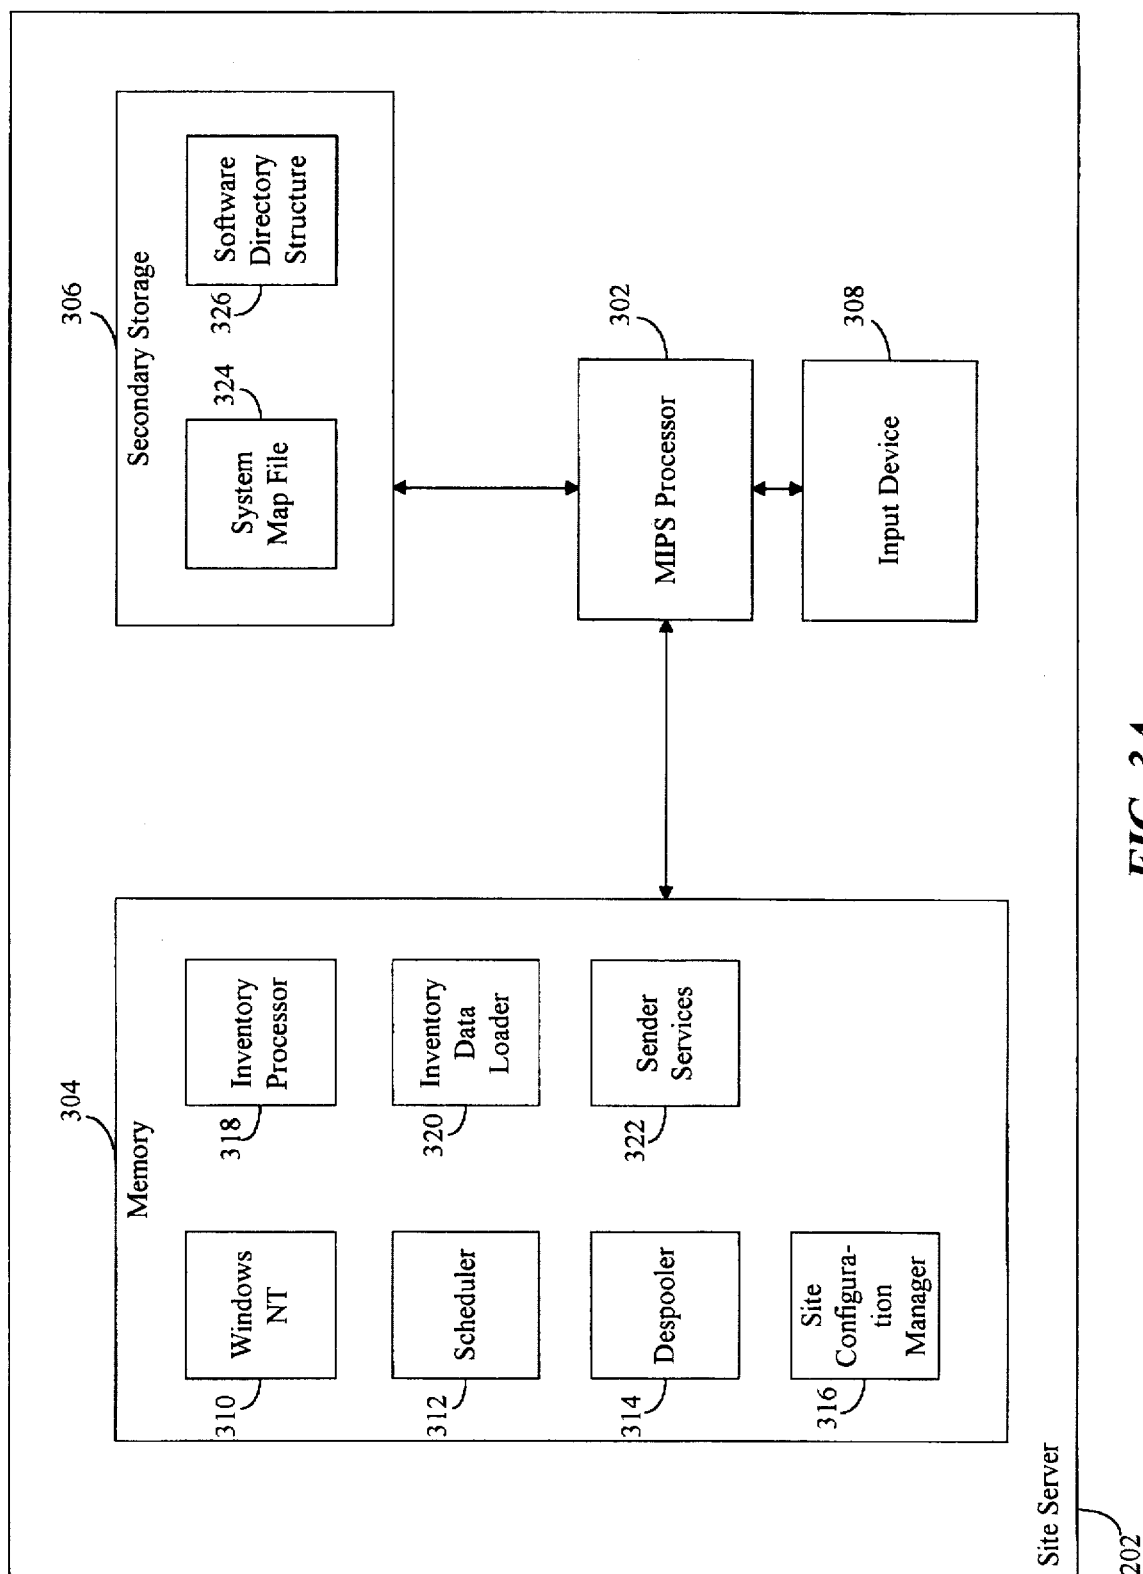 Site Server
202
Memory
304
Windows
NT
310
Scheduler
312
Despooler
314
Site
Configura-
tion
Manager
316
Inventory
Processor
318
Inventory
Data
Loader
320
Sender
Services
322
Secondary Storage
306
System
Map File
324
Software
Directory
Structure
326
MIPS Processor
302
Input Device
308
FIG. 3A